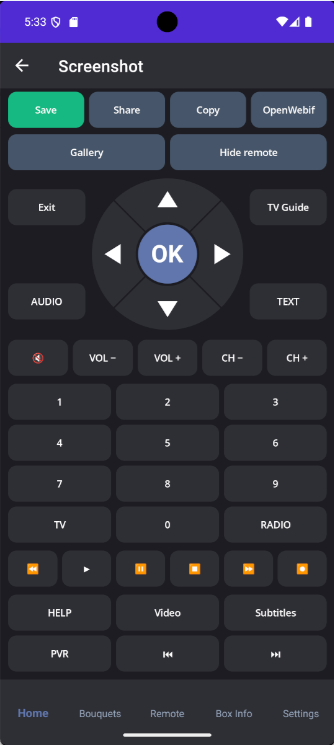 5:33
Screenshot
Save Share Copy OpenWebif
Gallery Hide remote
Exit TV Guide
OK
AUDIO TEXT
VOL − VOL + CH − CH +
1 2 3
4 5 6
7 8 9
TV 0 RADIO
HELP Video Subtitles
PVR
Home Bouquets Remote Box Info Settings